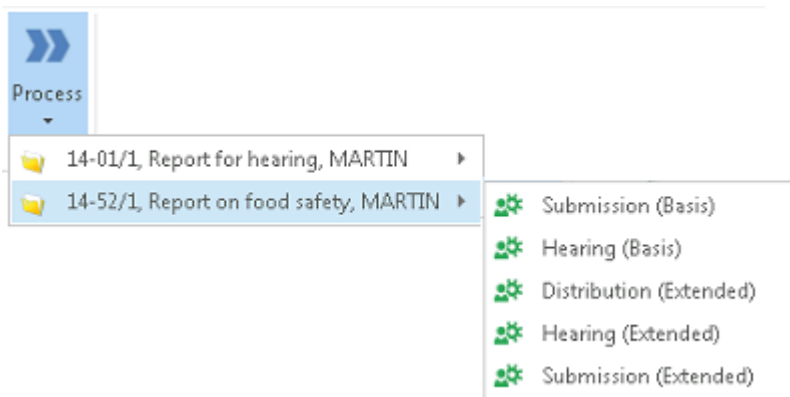 Process
14-01/1, Report for hearing, MARTIN
14-52/1, Report on food safety, MARTIN
Submission (Basis)
Hearing (Basis)
Distribution (Extended)
Hearing (Extended)
Submission (Extended)